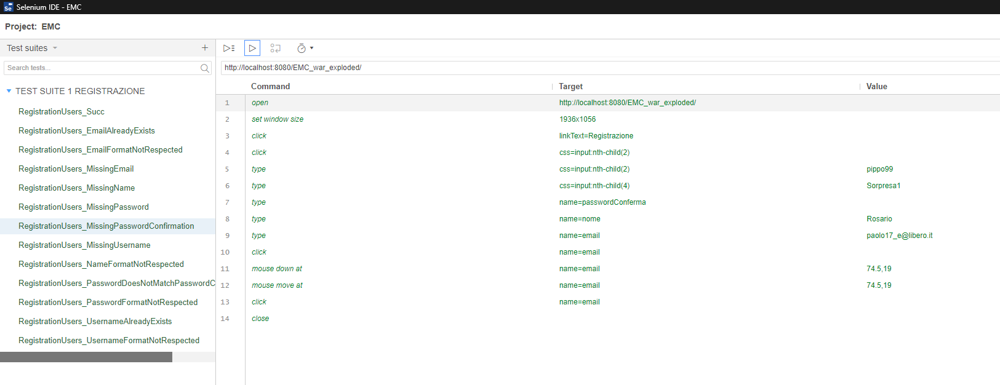 Se Selenium IDE - EMC
Project: EMC
Test suites
Search tests...
TEST SUITE 1 REGISTRAZIONE
RegistrationUsers_Succ
RegistrationUsers_EmailAlreadyExists
RegistrationUsers_EmailFormatNotRespected
RegistrationUsers_MissingEmail
RegistrationUsers_MissingName
RegistrationUsers_MissingPassword
RegistrationUsers_MissingPasswordConfirmation
RegistrationUsers_MissingUsername
RegistrationUsers_NameFormatNotRespected
RegistrationUsers_PasswordDoesNotMatchPasswordC
RegistrationUsers_PasswordFormatNotRespected
RegistrationUsers_UsernameAlreadyExists
RegistrationUsers_UsernameFormatNotRespected
http://localhost:8080/EMC_war_exploded/
Command Target Value
1 open http://localhost:8080/EMC_war_exploded/
2 set window size 1936x1056
3 click linkText=Registrazione
4 click css=input:nth-child(2)
5 type css=input:nth-child(2) pippo99
6 type css=input:nth-child(4) Sorpresa1
7 type name=passwordConferma
8 type name=nome Rosario
9 type name=email paolo17_e@libero.it
10 click name=email
11 mouse down at name=email 74.5,19
12 mouse move at name=email 74.5,19
13 click name=email
14 close